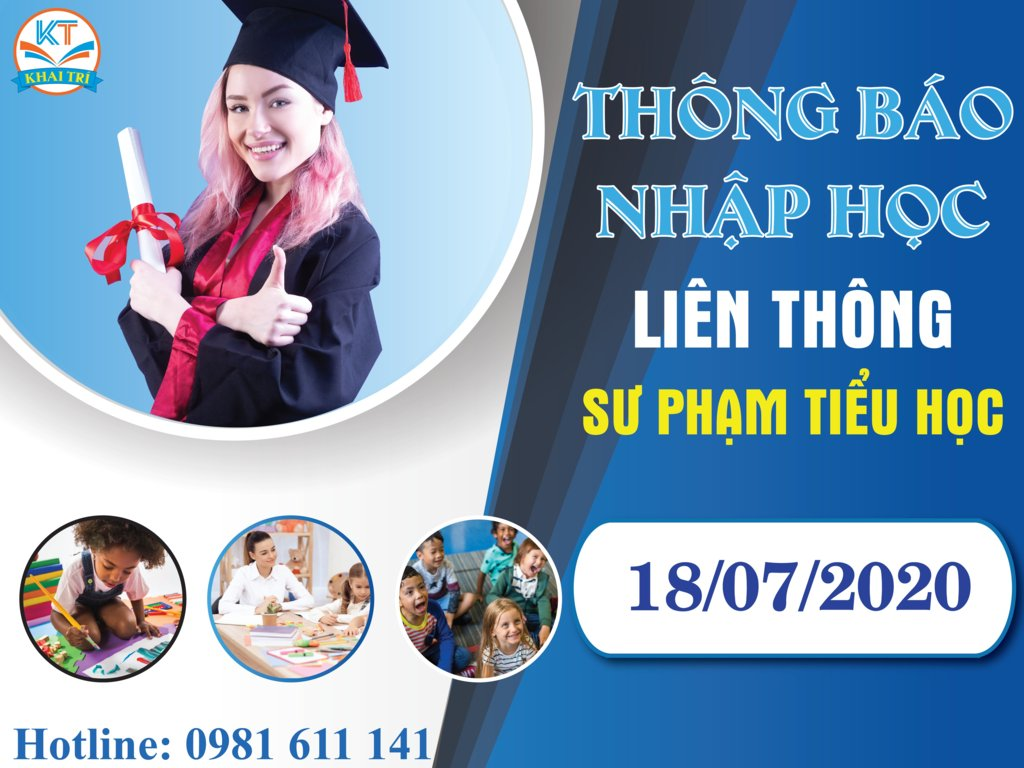 KT
KHAI TRÍ
THÔNG BÁO
NHẬP HỌC
LIÊN THÔNG
SƯ PHẠM TIỂU HỌC
18/07/2020
Hotline: 0981 611 141